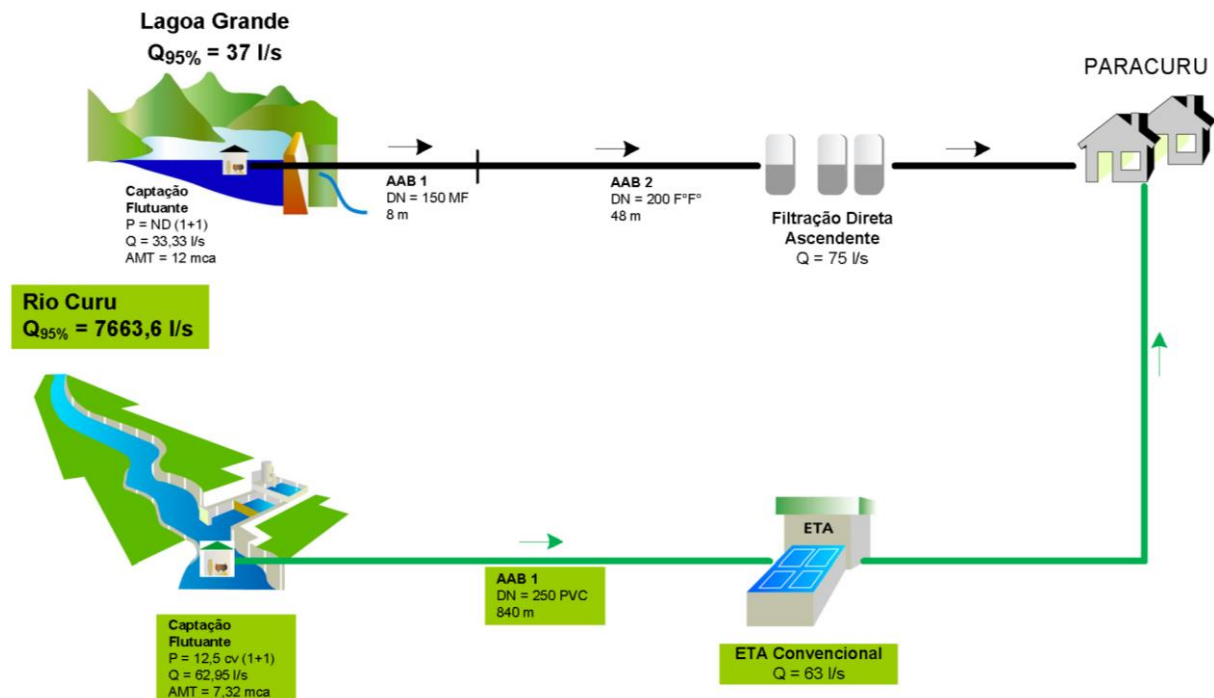 Lagoa Grande
Q95% = 37 l/s
PARACURU
Captação
Flutuante
P = ND (1+1)
Q = 33,33 l/s
AMT = 12 mca
AAB 1
DN = 150 MF
8 m
AAB 2
DN = 200 F°F°
48 m
Filtração Direta
Ascendente
Q = 75 l/s
Rio Curu
Q95% = 7663,6 l/s
ETA
AAB 1
DN = 250 PVC
840 m
Captação
Flutuante
P = 12,5 cv (1+1)
Q = 62,95 l/s
AMT = 7,32 mca
ETA Convencional
Q = 63 l/s